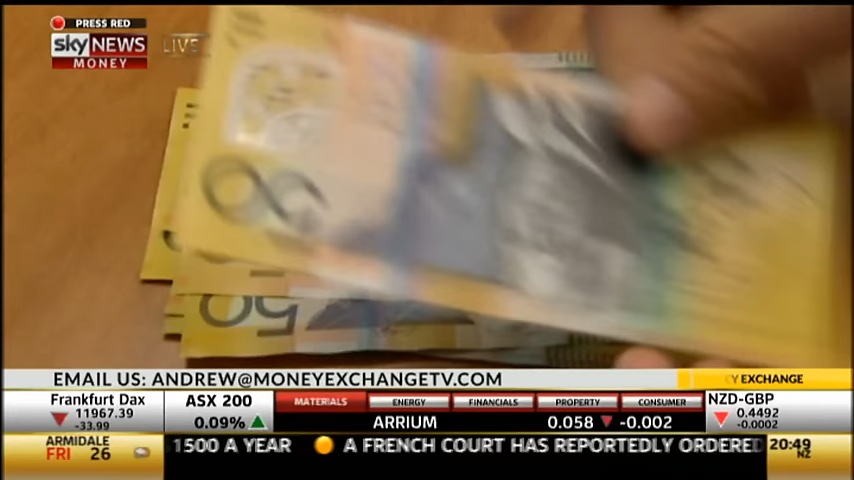 PRESS RED
sky NEWS
MONEY
LIVE
50
EMAIL US: ANDREW@MONEYEXCHANGETV.COM
Y EXCHANGE
Frankfurt Dax
11967.39
-33.99
ASX 200
0.09%
MATERIALS ENERGY FINANCIALS PROPERTY CONSUMER
ARRIUM 0.058 -0.002
NZD-GBP
0.4492
-0.0002
ARMIDALE
FRI 26
.1500 A YEAR A FRENCH COURT HAS REPORTEDLY ORDERED
20:49
NZ